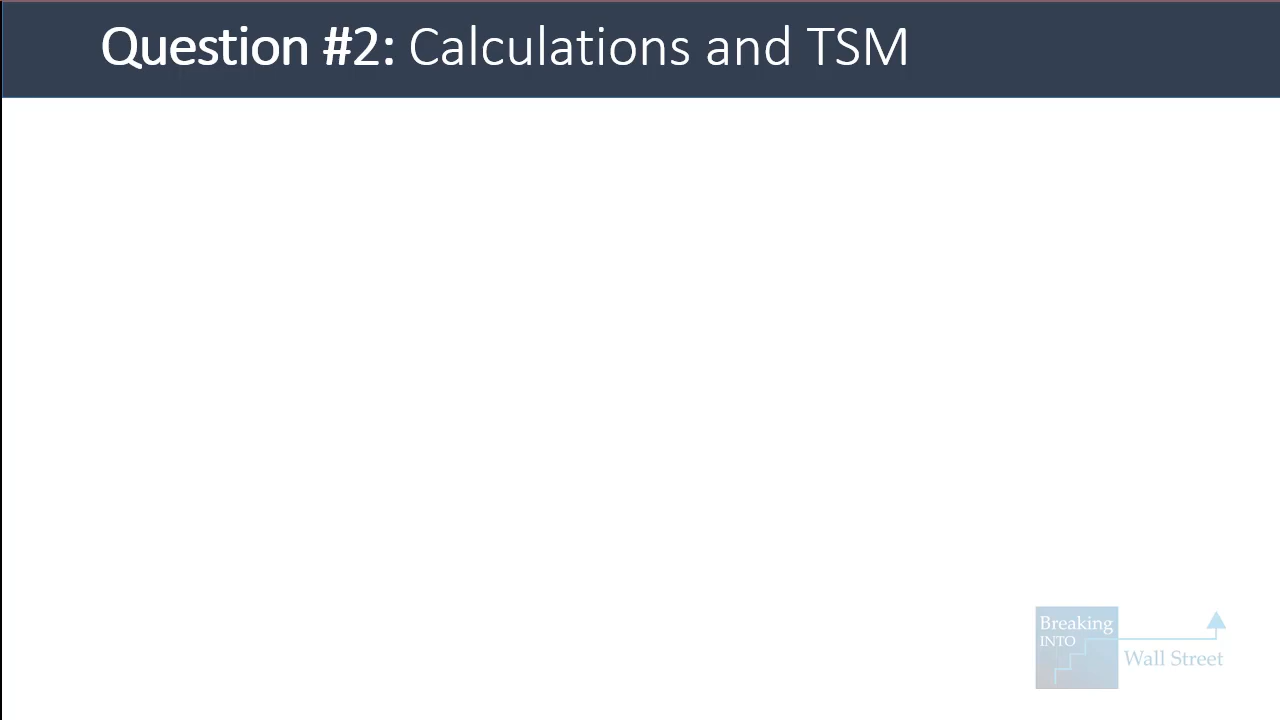 Question #2: Calculations and TSM
Breaking
INTO
Wall Street